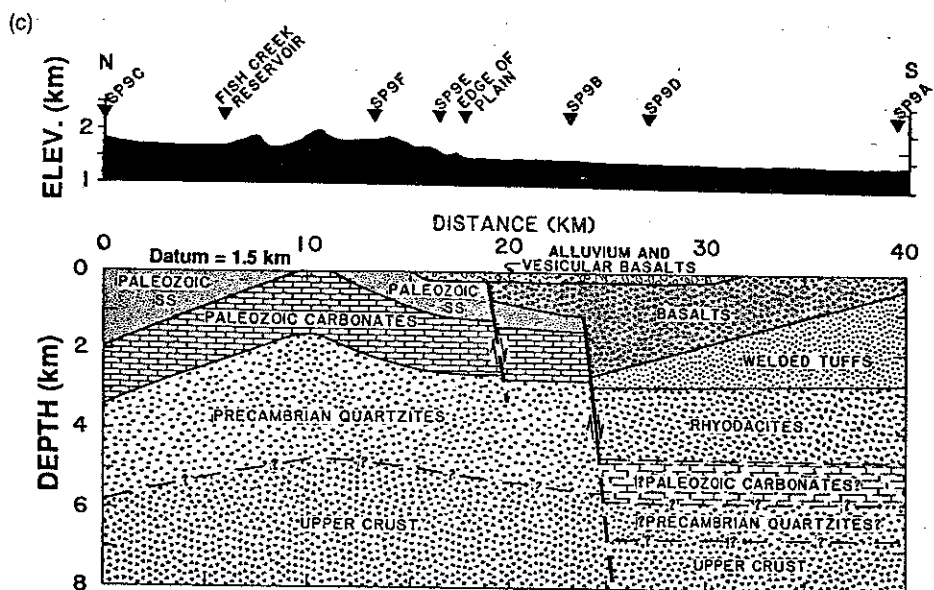 (c)
N
S
SP9C
FISH CREEK
RESERVOIR
SP9F
SP9E
EDGE OF
PLAIN
SP9B
SP9D
SP9A
ELEV. (km)
2
1
DISTANCE (KM)
0
10
20
30
40
Datum = 1.5 km
ALLUVIUM AND
VESICULAR BASALTS
DEPTH (km)
0
2
4
6
8
PALEOZOIC
SS
PALEOZOIC
SS
PALEOZOIC CARBONATES
BASALTS
WELDED TUFFS
PRECAMBRIAN QUARTZITES
RHYODACITES
?PALEOZOIC CARBONATES?
UPPER CRUST
?PRECAMBRIAN QUARTZITES?
UPPER CRUST